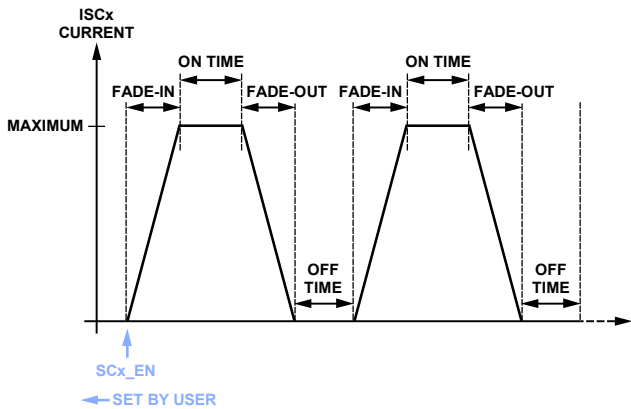 ISCx
CURRENT
ON TIME
ON TIME
FADE-IN
FADE-OUT
FADE-IN
FADE-OUT
MAXIMUM
OFF
TIME
OFF
TIME
SCx_EN
SET BY USER